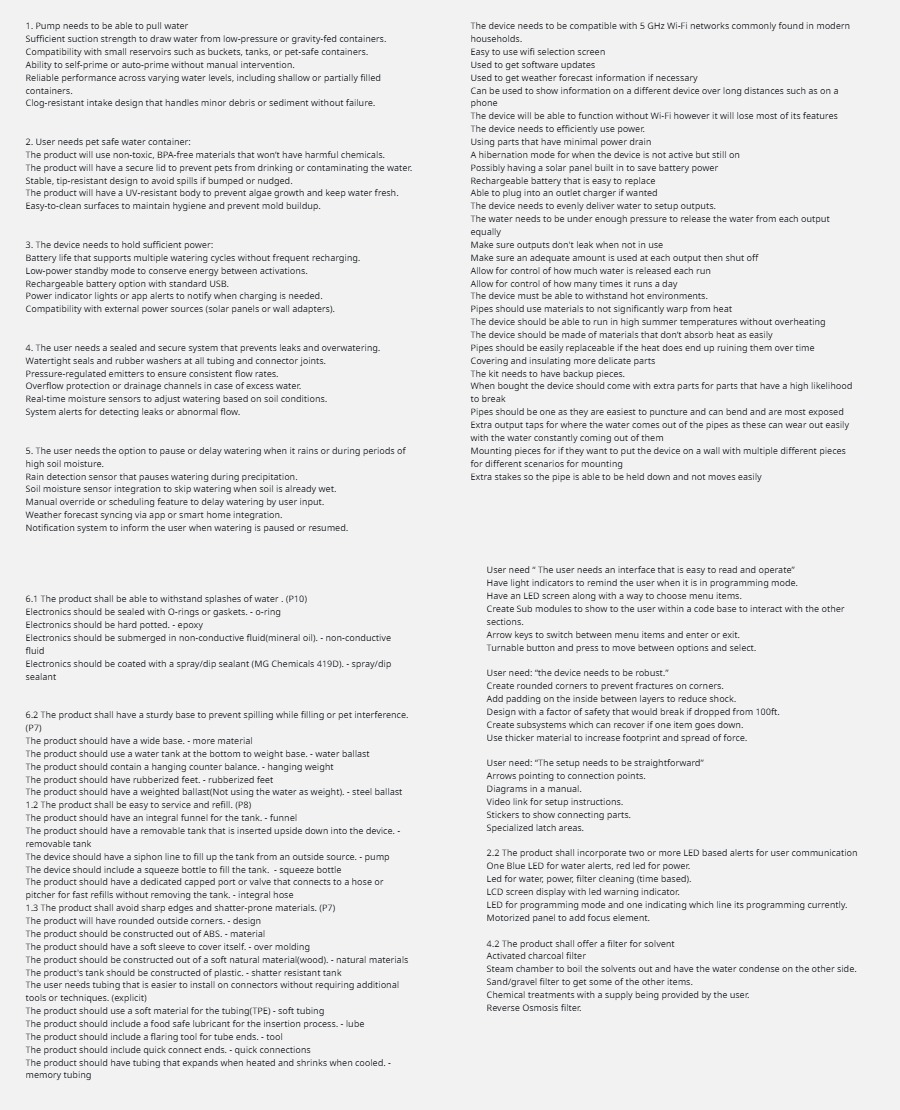 1. Pump needs to be able to pull water
Sufficient suction strength to draw water from low-pressure or gravity-fed containers.
Compatibility with small reservoirs such as buckets, tanks, or pet-safe containers.
Ability to self-prime or auto-prime without manual intervention.
Reliable performance across varying water levels, including shallow or partially filled
containers.
Clog-resistant intake design that handles minor debris or sediment without failure.
2. User needs pet safe water container:
The product will use non-toxic, BPA-free materials that won't have harmful chemicals.
The product will have a secure lid to prevent pets from drinking or contaminating the water.
Stable, tip-resistant design to avoid spills if bumped or nudged.
The product will have a UV-resistant body to prevent algae growth and keep water fresh.
Easy-to-clean surfaces to maintain hygiene and prevent mold buildup.
3. The device needs to hold sufficient power:
Battery life that supports multiple watering cycles without frequent recharging.
Low-power standby mode to conserve energy between activations.
Rechargeable battery option with standard USB.
Power indicator lights or app alerts to notify when charging is needed.
Compatibility with external power sources (solar panels or wall adapters).
4. The user needs a sealed and secure system that prevents leaks and overwatering.
Watertight seals and rubber washers at all tubing and connector joints.
Pressure-regulated emitters to ensure consistent flow rates.
Overflow protection or drainage channels in case of excess water.
Real-time moisture sensors to adjust watering based on soil conditions.
System alerts for detecting leaks or abnormal flow.
5. The user needs the option to pause or delay watering when it rains or during periods of
high soil moisture.
Rain detection sensor that pauses watering during precipitation.
Soil moisture sensor integration to skip watering when soil is already wet.
Manual override or scheduling feature to delay watering by user input.
Weather forecast syncing via app or smart home integration.
Notification system to inform the user when watering is paused or resumed.
6.1 The product shall be able to withstand splashes of water . (P10)
Electronics should be sealed with O-rings or gaskets. - o-ring
Electronics should be hard potted. - epoxy
Electronics should be submerged in non-conductive fluid(mineral oil). - non-conductive
fluid
Electronics should be coated with a spray/dip sealant (MG Chemicals 419D). - spray/dip
sealant
6.2 The product shall have a sturdy base to prevent spilling while filling or pet interference.
(P7)
The product should have a wide base. - more material
The product should use a water tank at the bottom to weight base. - water ballast
The product should contain a hanging counter balance. - hanging weight
The product should have rubberized feet. - rubberized feet
The product should have a weighted ballast(Not using the water as weight). - steel ballast
1.2 The product shall be easy to service and refill. (P8)
The product should have an integral funnel for the tank. - funnel
The product should have a removable tank that is inserted upside down into the device. -
removable tank
The device should have a siphon line to fill up the tank from an outside source. - pump
The device should include a squeeze bottle to fill the tank.  - squeeze bottle
The product should have a dedicated capped port or valve that connects to a hose or
pitcher for fast refills without removing the tank. - integral hose
1.3 The product shall avoid sharp edges and shatter-prone materials. (P7)
The product will have rounded outside corners. - design
The product should be constructed out of ABS. - material
The product should have a soft sleeve to cover itself. - over molding
The product should be constructed out of a soft natural material(wood). - natural materials
The product's tank should be constructed of plastic. - shatter resistant tank
The user needs tubing that is easier to install on connectors without requiring additional
tools or techniques. (explicit)
The product should use a soft material for the tubing(TPE) - soft tubing
The product should include a food safe lubricant for the insertion process. - lube
The product should include a flaring tool for tube ends. - tool
The product should include quick connect ends. - quick connections
The product should have tubing that expands when heated and shrinks when cooled. -
memory tubing
The device needs to be compatible with 5 GHz Wi-Fi networks commonly found in modern
households.
Easy to use wifi selection screen
Used to get software updates
Used to get weather forecast information if necessary
Can be used to show information on a different device over long distances such as on a
phone
The device will be able to function without Wi-Fi however it will lose most of its features
The device needs to efficiently use power.
Using parts that have minimal power drain
A hibernation mode for when the device is not active but still on
Possibly having a solar panel built in to save battery power
Rechargeable battery that is easy to replace
Able to plug into an outlet charger if wanted
The device needs to evenly deliver water to setup outputs.
The water needs to be under enough pressure to release the water from each output
equally
Make sure outputs don't leak when not in use
Make sure an adequate amount is used at each output then shut off
Allow for control of how much water is released each run
Allow for control of how many times it runs a day
The device must be able to withstand hot environments.
Pipes should use materials to not significantly warp from heat
The device should be able to run in high summer temperatures without overheating
The device should be made of materials that don't absorb heat as easily
Pipes should be easily replaceable if the heat does end up ruining them over time
Covering and insulating more delicate parts
The kit needs to have backup pieces.
When bought the device should come with extra parts for parts that have a high likelihood
to break
Pipes should be one as they are easiest to puncture and can bend and are most exposed
Extra output taps for where the water comes out of the pipes as these can wear out easily
with the water constantly coming out of them
Mounting pieces for if they want to put the device on a wall with multiple different pieces
for different scenarios for mounting
Extra stakes so the pipe is able to be held down and not moves easily
User need " The user needs an interface that is easy to read and operate"
Have light indicators to remind the user when it is in programming mode.
Have an LED screen along with a way to choose menu items.
Create Sub modules to show to the user within a code base to interact with the other
sections.
Arrow keys to switch between menu items and enter or exit.
Turnable button and press to move between options and select.
User need: "the device needs to be robust."
Create rounded corners to prevent fractures on corners.
Add padding on the inside between layers to reduce shock.
Design with a factor of safety that would break if dropped from 100ft.
Create subsystems which can recover if one item goes down.
Use thicker material to increase footprint and spread of force.
User need: "The setup needs to be straightforward"
Arrows pointing to connection points.
Diagrams in a manual.
Video link for setup instructions.
Stickers to show connecting parts.
Specialized latch areas.
2.2 The product shall incorporate two or more LED based alerts for user communication
One Blue LED for water alerts, red led for power.
Led for water, power, filter cleaning (time based).
LCD screen display with led warning indicator.
LED for programming mode and one indicating which line its programming currently.
Motorized panel to add focus element.
4.2 The product shall offer a filter for solvent
Activated charcoal filter
Steam chamber to boil the solvents out and have the water condense on the other side.
Sand/gravel filter to get some of the other items.
Chemical treatments with a supply being provided by the user.
Reverse Osmosis filter.